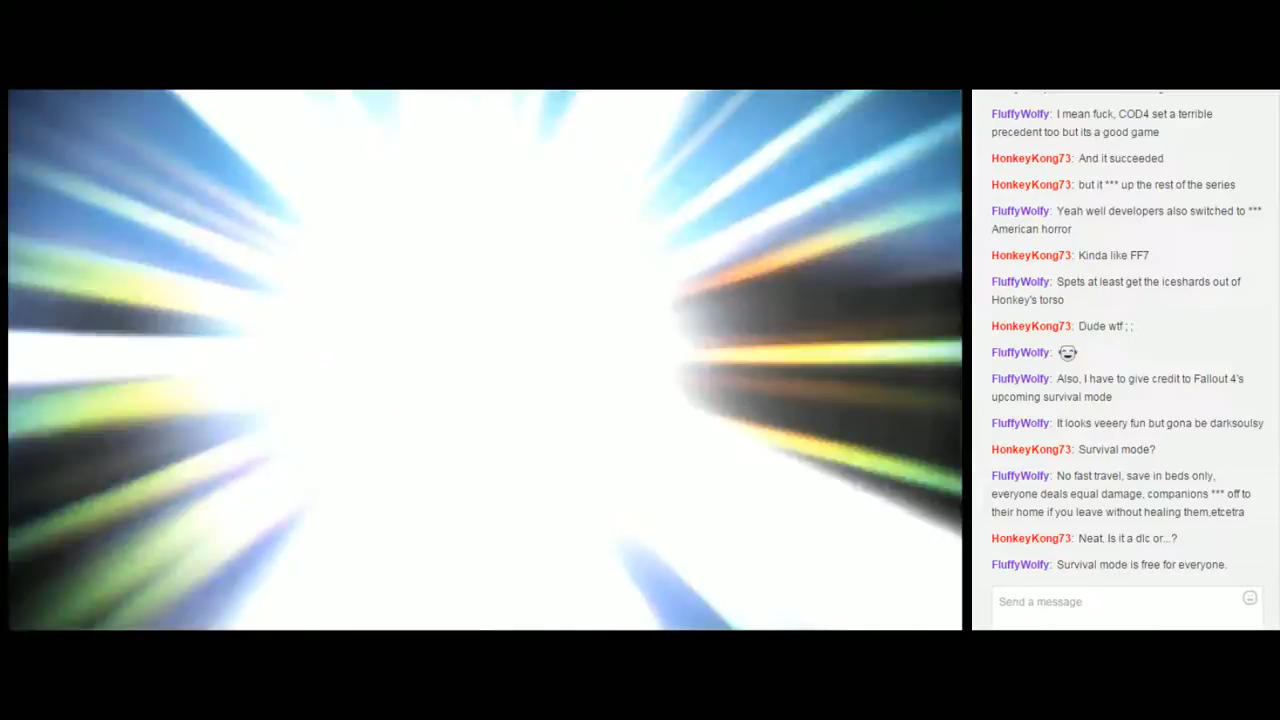 FluffyWolfy: I mean fuck, COD4 set a terrible
precedent too but its a good game
HonkeyKong73: And it succeeded
HonkeyKong73: but it *** up the rest of the series
FluffyWolfy: Yeah well developers also switched to ***
American horror
HonkeyKong73: Kinda like FF7
FluffyWolfy: Spets at least get the iceshards out of
Honkey's torso
HonkeyKong73: Dude wtf ; ;
FluffyWolfy:
FluffyWolfy: Also, I have to give credit to Fallout 4's
upcoming survival mode
FluffyWolfy: It looks veeery fun but gona be darksoulsy
HonkeyKong73: Survival mode?
FluffyWolfy: No fast travel, save in beds only,
everyone deals equal damage, companions *** off to
their home if you leave without healing them,etcetra
HonkeyKong73: Neat. Is it a dlc or...?
FluffyWolfy: Survival mode is free for everyone.
Send a message